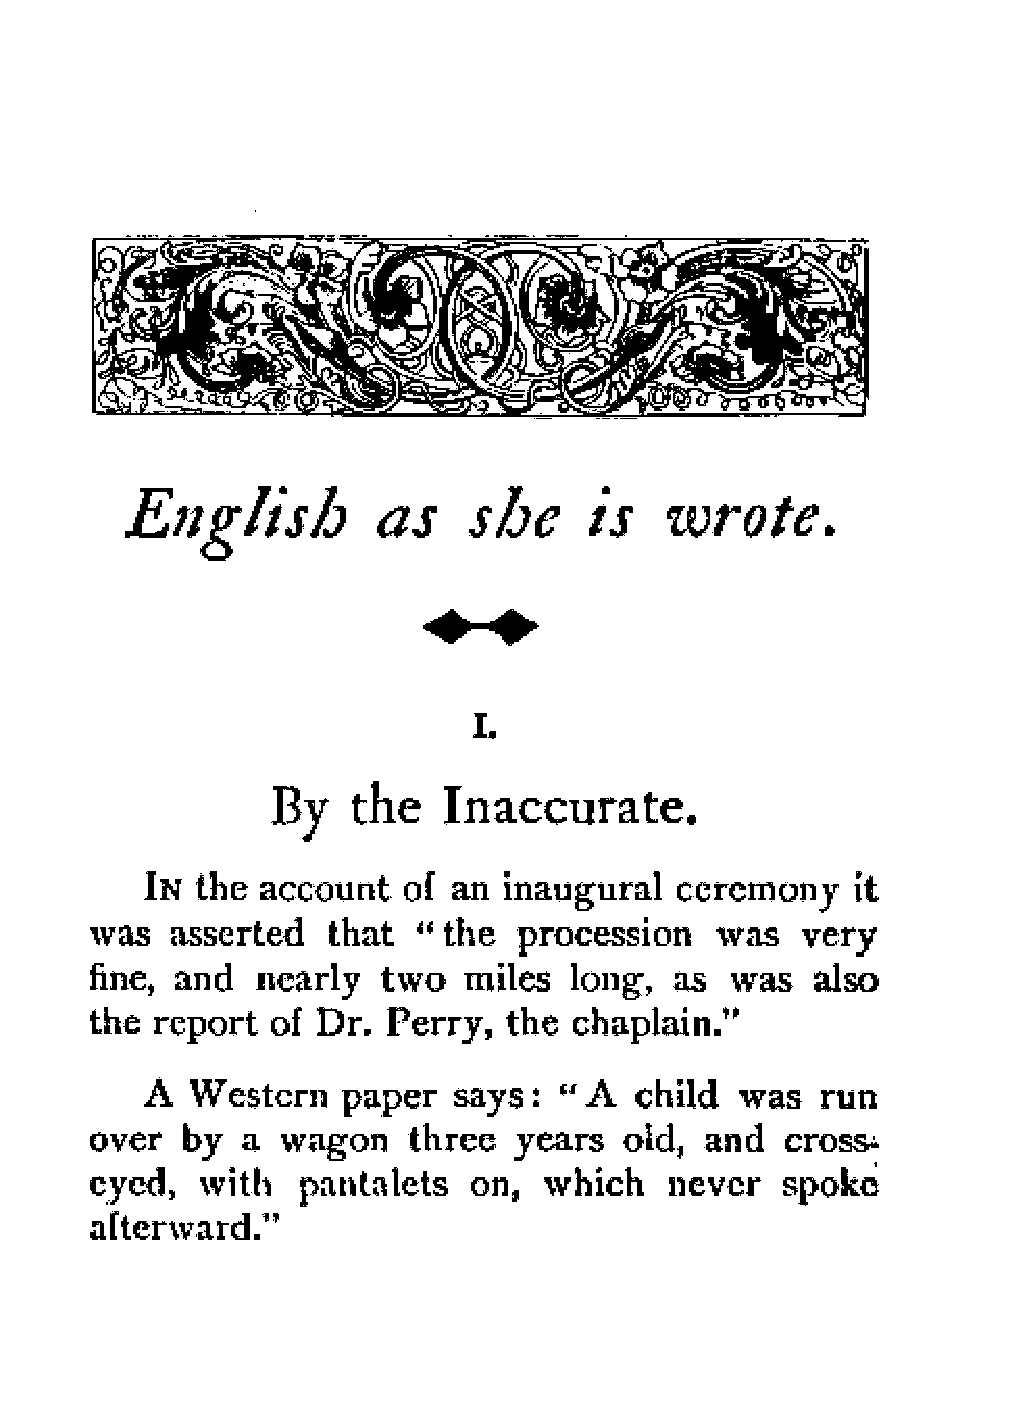 English as she is wrote.
I.
By the Inaccurate.
In the account of an inaugural ceremony it
was asserted that “the procession was very
fine, and nearly two miles long, as was also
the report of Dr. Perry, the chaplain.”
A Western paper says: “A child was run
over by a wagon three years old, and cross-
eyed, with pantalets on, which never spoke
afterward.”